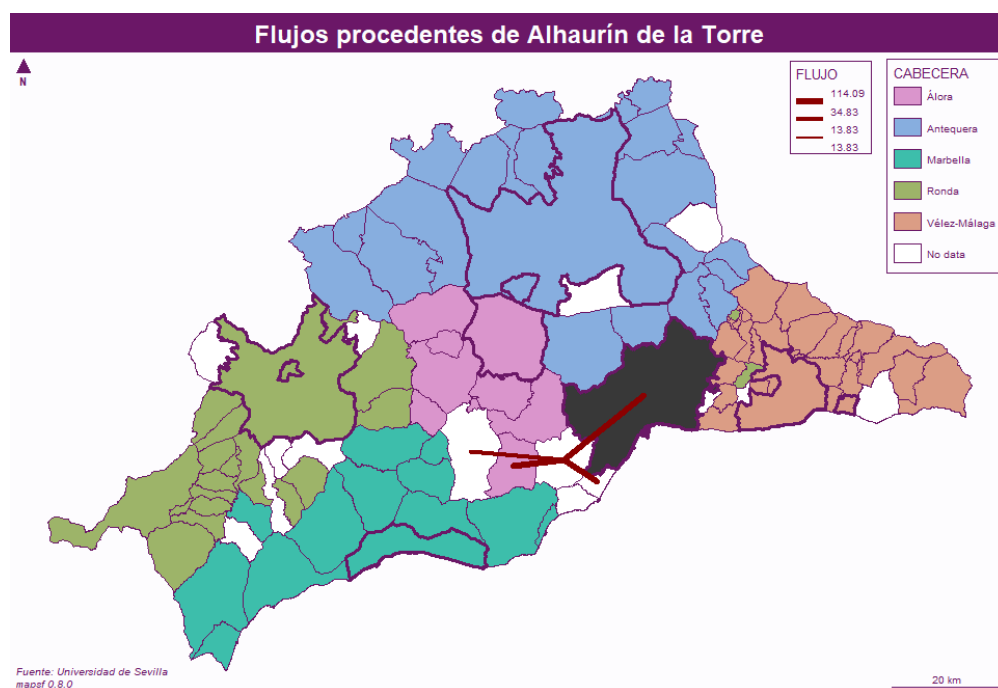 Flujos procedentes de Alhaurín de la Torre
N
FLUJO
114.09
34.83
13.83
13.83
CABECERA
Álora
Antequera
Marbella
Ronda
Vélez-Málaga
No data
Fuente: Universidad de Sevilla
mapsf 0.8.0
20 km